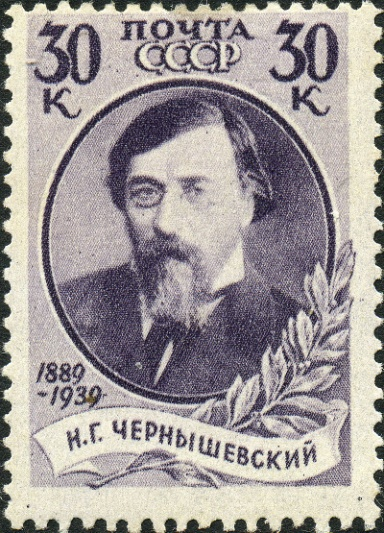 30 ПОЧТА 30
К СССР К
1889
-1939
Н.Г. ЧЕРНЫШЕВСКИЙ